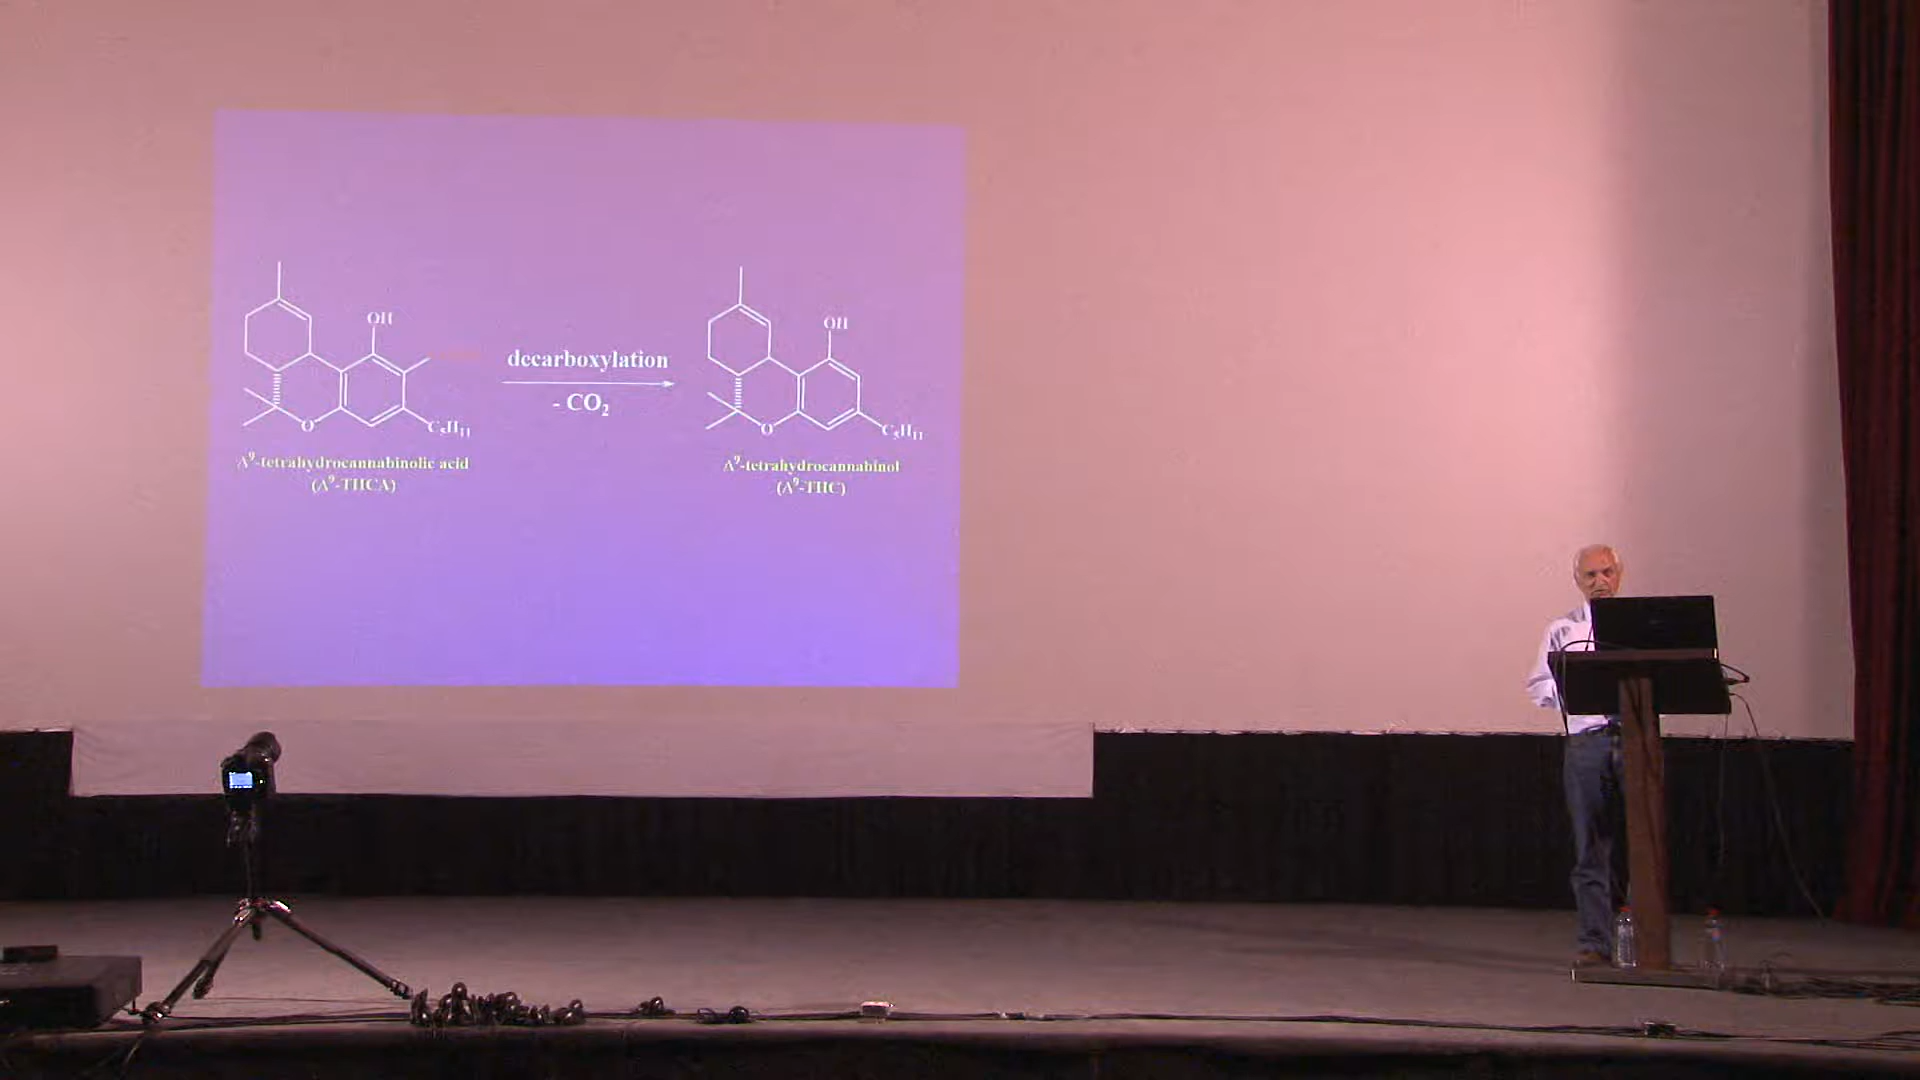 OH
decarboxylation
- CO₂
O
C₅H₁₁
Δ⁹-tetrahydrocannabinolic acid
(Δ⁹-THCA)
OH
O
C₅H₁₁
Δ⁹-tetrahydrocannabinol
(Δ⁹-THC)